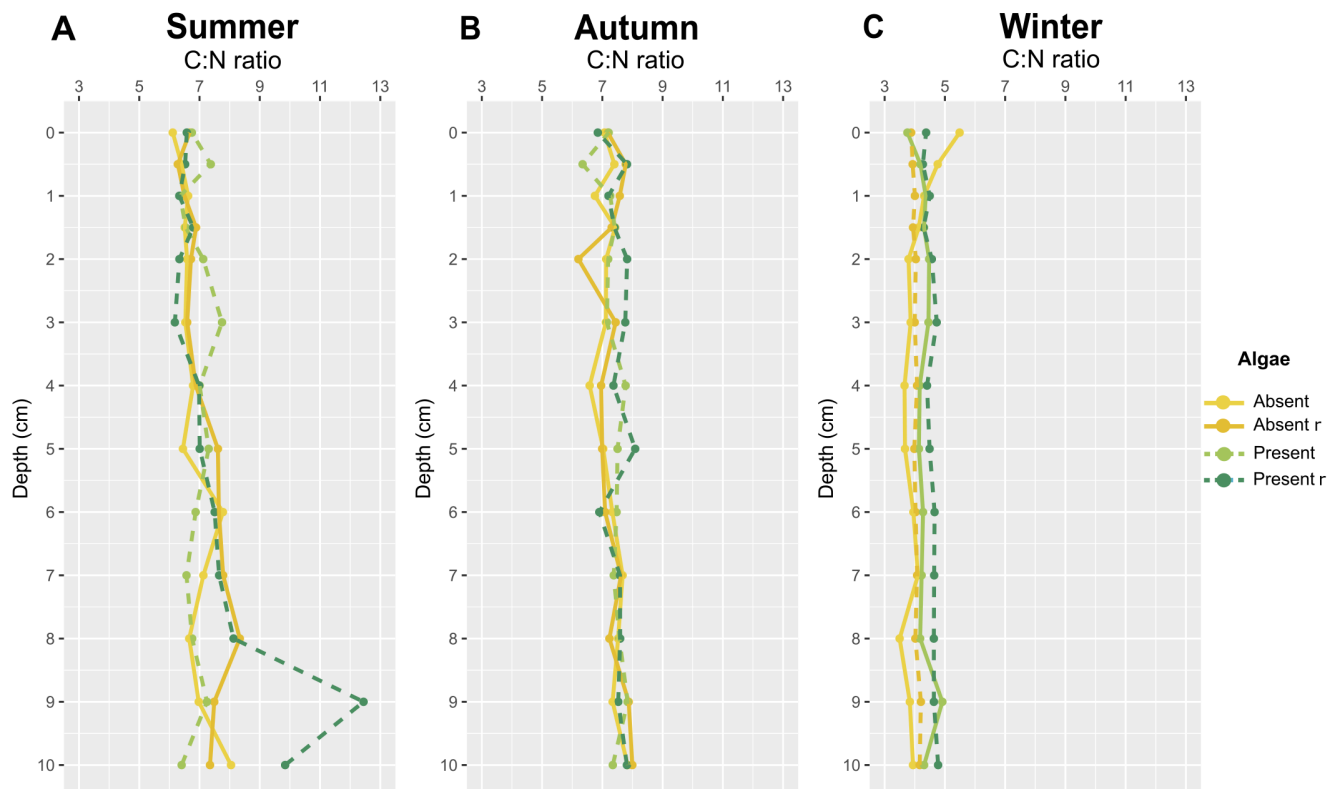 A Summer
C:N ratio
3 5 7 9 11 13
0
1
2
3
4
5
6
7
8
9
10
Depth (cm)
B Autumn
C:N ratio
3 5 7 9 11 13
0
1
2
3
4
5
6
7
8
9
10
Depth (cm)
C Winter
C:N ratio
3 5 7 9 11 13
0
1
2
3
4
5
6
7
8
9
10
Depth (cm)
Algae
Absent
Absent r
Present
Present r